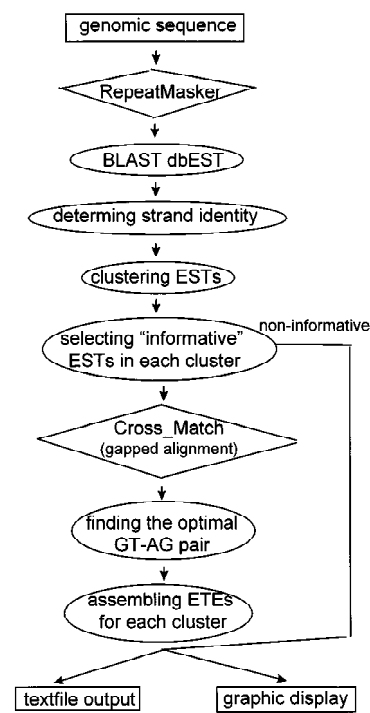 genomic sequence
RepeatMasker
BLAST dbEST
determing strand identity
clustering ESTs
non-informative
selecting “informative”
ESTs in each cluster
Cross_Match
(gapped alignment)
finding the optimal
GT-AG pair
assembling ETEs
for each cluster
textfile output
graphic display